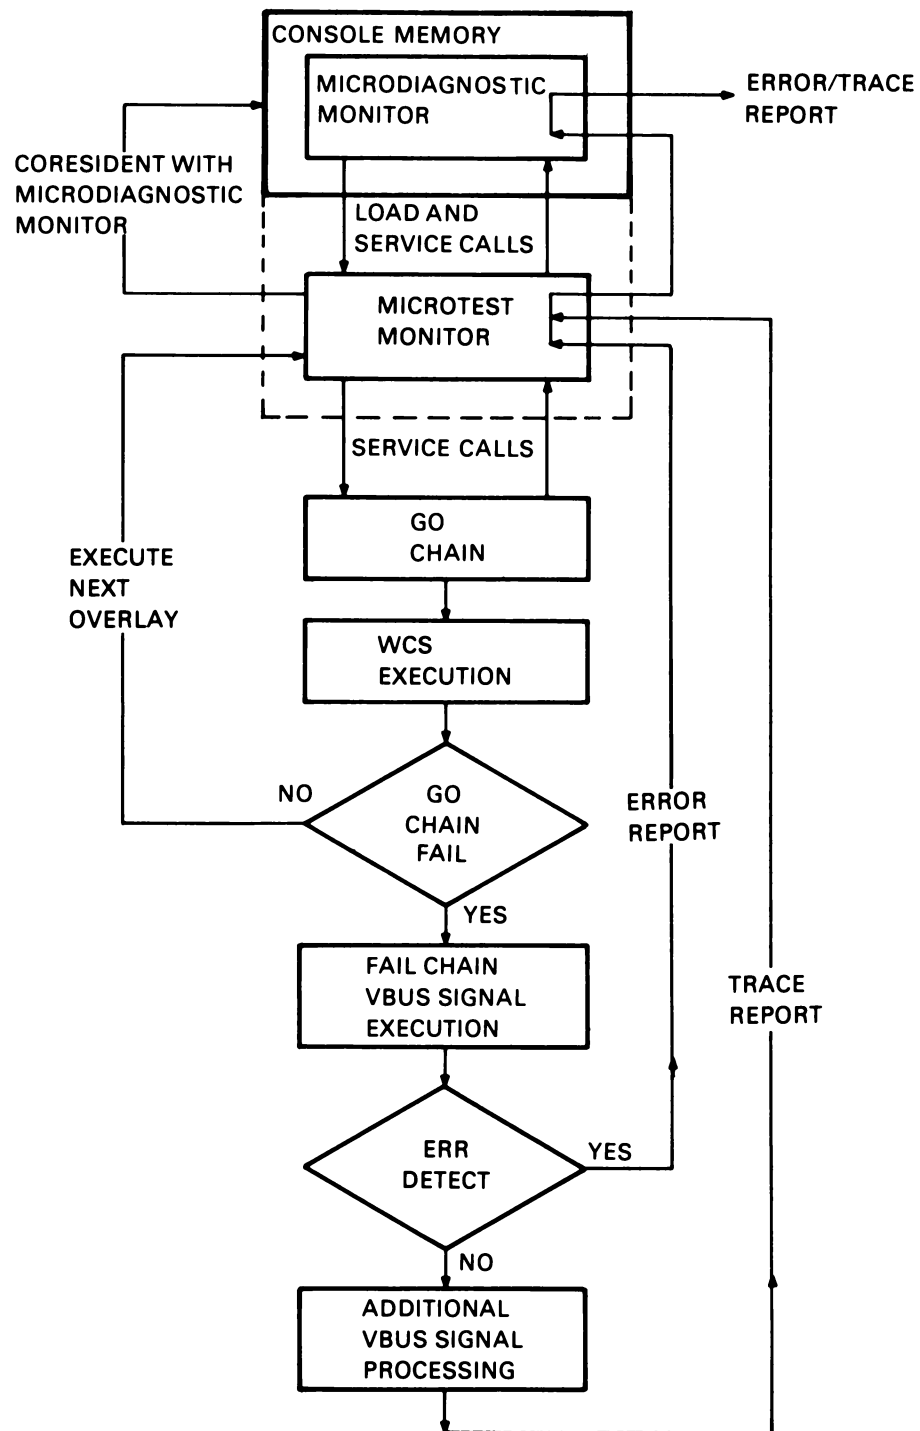 CONSOLE MEMORY
MICRODIAGNOSTIC
MONITOR
ERROR/TRACE
REPORT
CORESIDENT WITH
MICRODIAGNOSTIC
MONITOR
LOAD AND
SERVICE CALLS
MICROTEST
MONITOR
SERVICE CALLS
GO
CHAIN
EXECUTE
NEXT
OVERLAY
WCS
EXECUTION
NO
GO
CHAIN
FAIL
ERROR
REPORT
YES
FAIL CHAIN
VBUS SIGNAL
EXECUTION
TRACE
REPORT
ERR
DETECT
YES
NO
ADDITIONAL
VBUS SIGNAL
PROCESSING